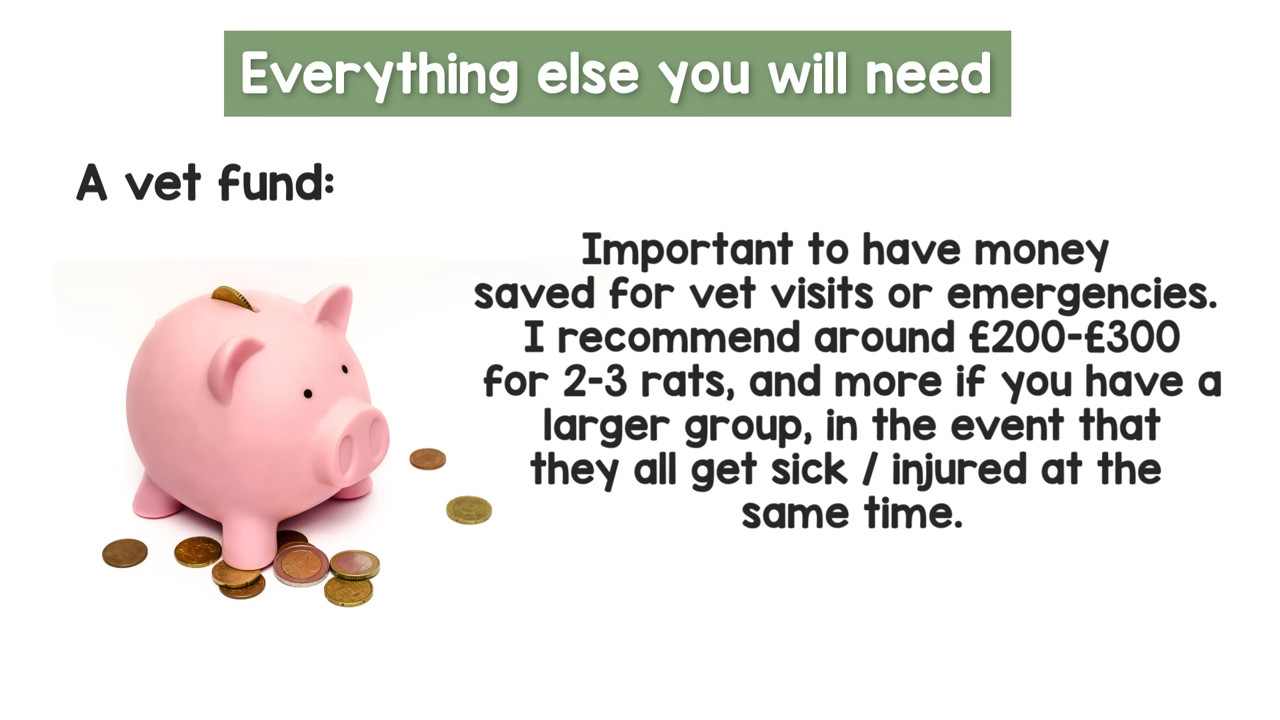 Everything else you will need
A vet fund:
Important to have money
saved for vet visits or emergencies.
I recommend around £200-£300
for 2-3 rats, and more if you have a
larger group, in the event that
they all get sick / injured at the
same time.